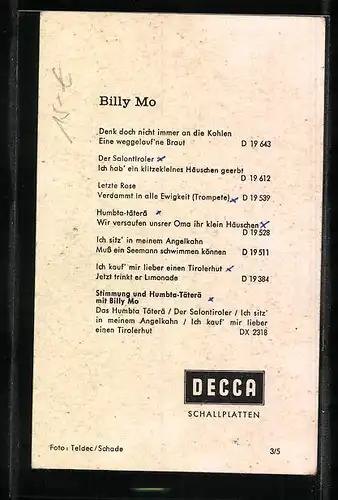 15-€
Billy Mo
Denk doch nicht immer an die Kohlen
Eine weggelauf'ne Braut D 19 643
Der Salontiroler
Ich hab' ein klitzekleines Häuschen geerbt
D 19 612
Letzte Rose
Verdammt in alle Ewigkeit (Trompete) D 19 539
Humbta-täterä
Wir versaufen unsrer Oma ihr klein Häuschen
D 19 528
Ich sitz' in meinem Angelkahn
Muß ein Seemann schwimmen können D 19 511
Ich kauf' mir lieber einen Tirolerhut
Jetzt trinkt er Limonade D 19 384
Stimmung und Humbta-Täterä
mit Billy Mo
Das Humbta Täterä / Der Salontiroler / Ich sitz'
in meinem Angelkahn / Ich kauf' mir lieber
einen Tirolerhut DX 2318
DECCA
SCHALLPLATTEN
Foto: Teldec/Schade 3/5